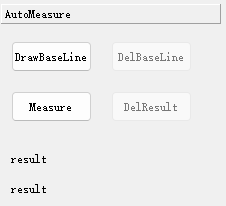 AutoMeasure
DrawBaseLine DelBaseLine
Measure DelResult
result
result